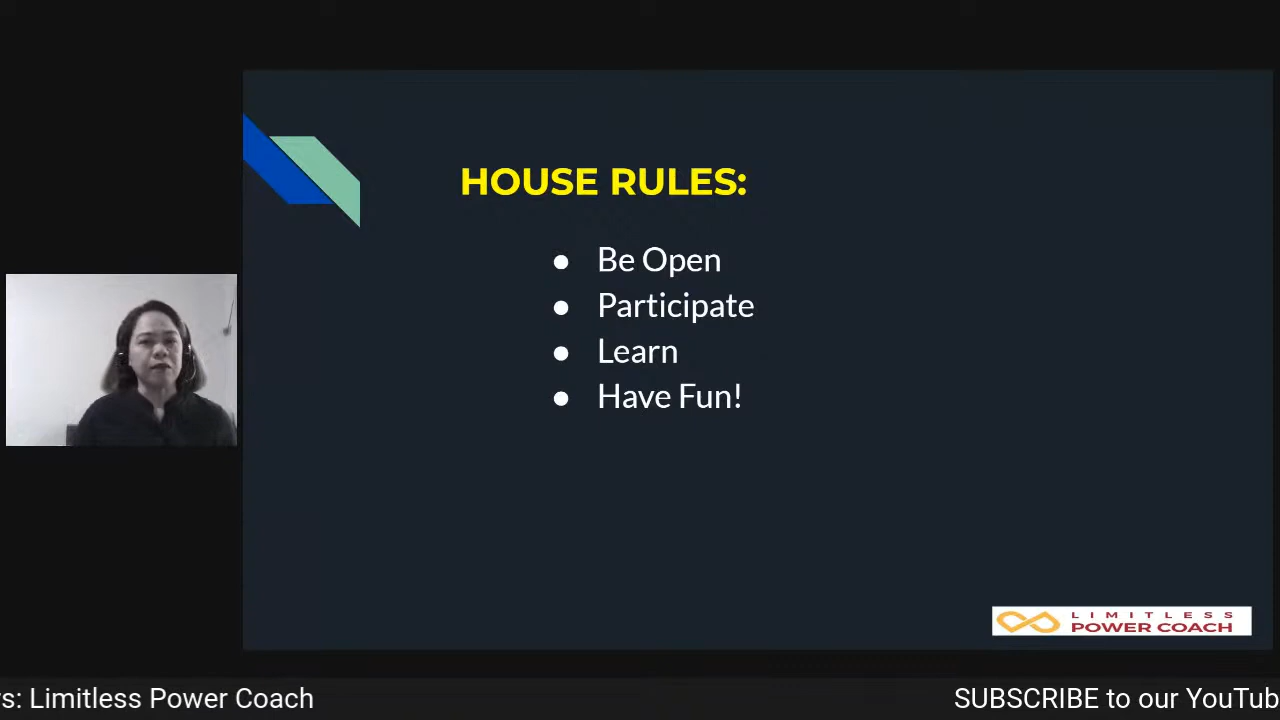 HOUSE RULES:
● Be Open
● Participate
● Learn
● Have Fun!
LIMITLESS
POWER COACH
s: Limitless Power Coach
SUBSCRIBE to our YouTub